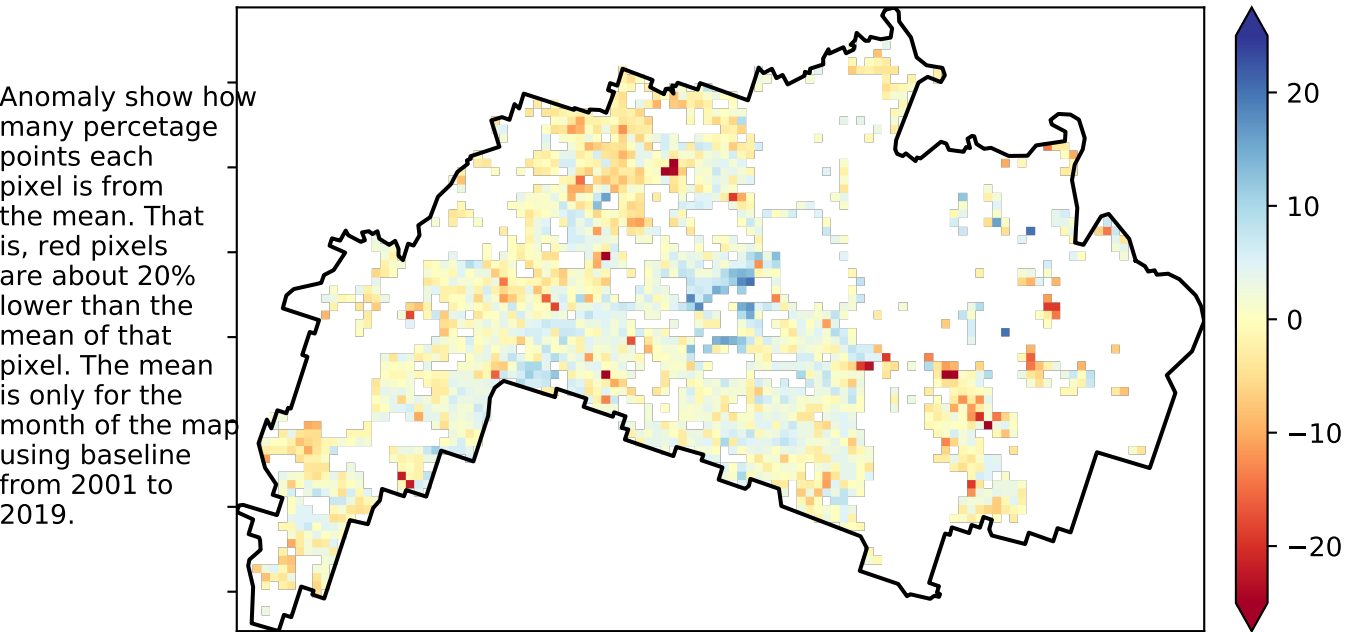 Anomaly show how
many percetage
points each
pixel is from
the mean. That
is, red pixels
are about 20%
lower than the
mean of that
pixel. The mean
is only for the
month of the map
using baseline
from 2001 to
2019.
20
10
0
−10
−20